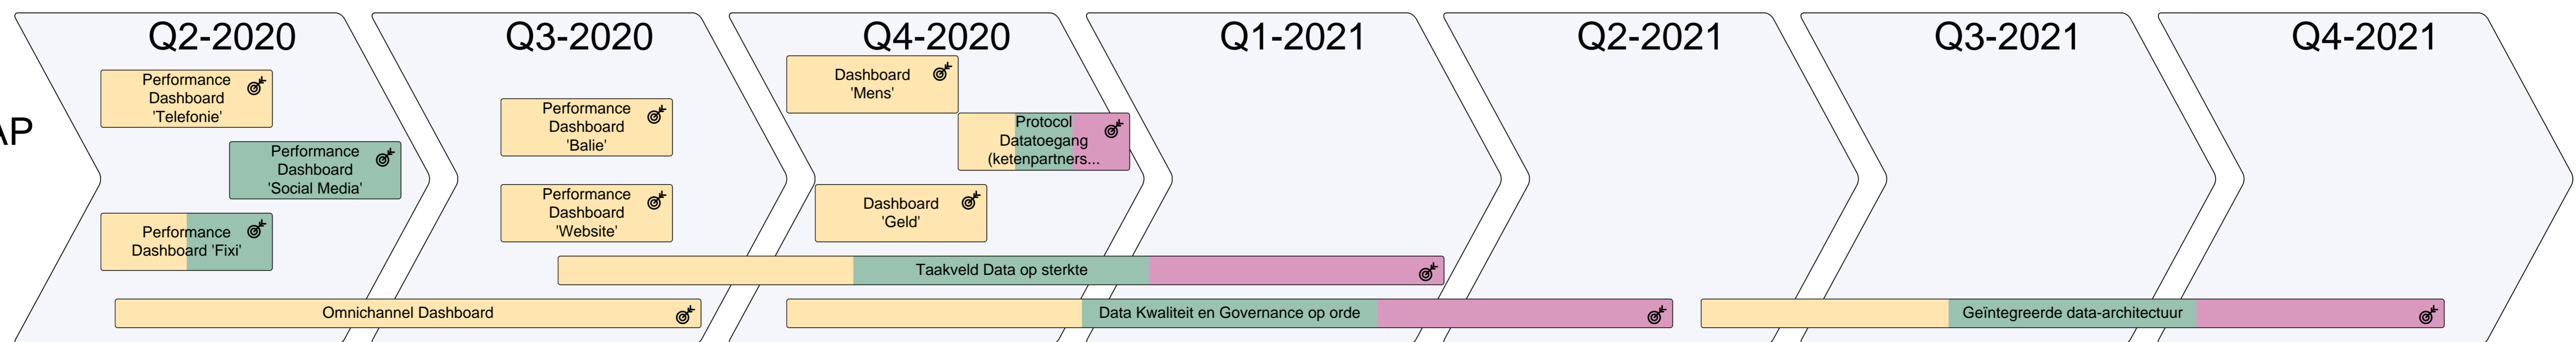 Q2-2020
Q3-2020
Q4-2020
Q1-2021
Q2-2021
Q3-2021
Q4-2021
AP
Performance
Dashboard
'Telefonie'
Performance
Dashboard
'Social Media'
Performance
Dashboard 'Fixi'
Performance
Dashboard
'Balie'
Performance
Dashboard
'Website'
Dashboard
'Mens'
Protocol
Datatoegang
(ketenpartners...
Dashboard
'Geld'
Taakveld Data op sterkte
Omnichannel Dashboard
Data Kwaliteit en Governance op orde
Geïntegreerde data-architectuur